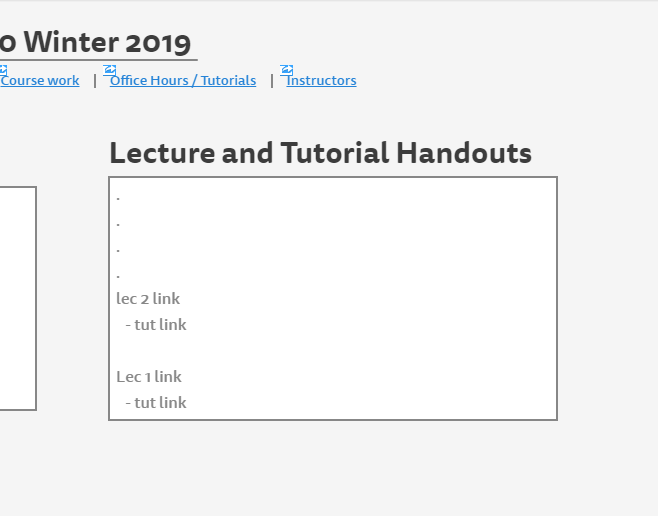 0 Winter 2019
Course work | Office Hours / Tutorials | Instructors
Lecture and Tutorial Handouts
.
.
.
.
lec 2 link
- tut link
Lec 1 link
- tut link